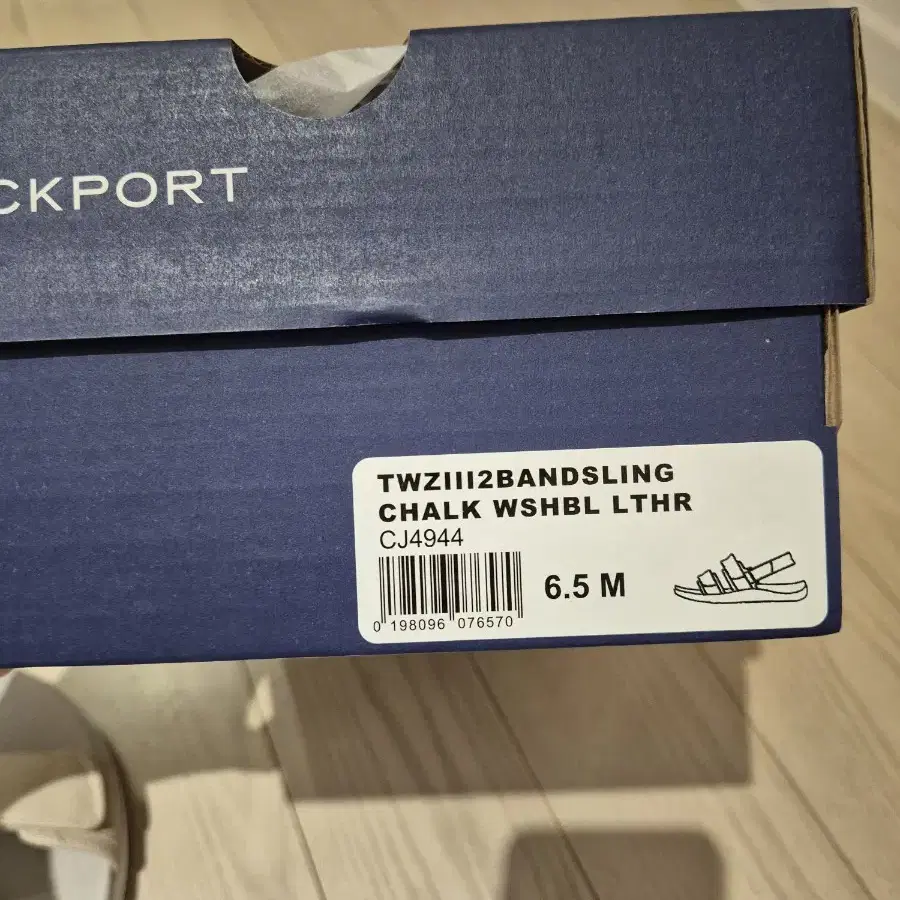 CKPORT
TWZIII2BANDSLING
CHALK WSHBL LTHR
CJ4944
6.5 M
0 198096 076570